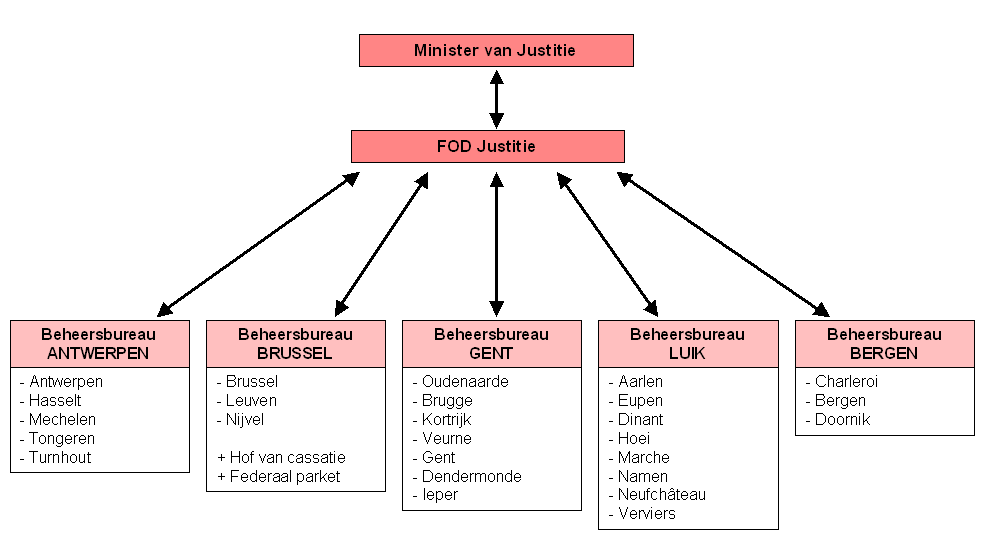 Minister van Justitie
FOD Justitie
Beheersbureau
ANTWERPEN
- Antwerpen
- Hasselt
- Mechelen
- Tongeren
- Turnhout
Beheersbureau
BRUSSEL
- Brussel
- Leuven
- Nijvel
+ Hof van cassatie
+ Federaal parket
Beheersbureau
GENT
- Oudenaarde
- Brugge
- Kortrijk
- Veurne
- Gent
- Dendermonde
- Ieper
Beheersbureau
LUIK
- Aarlen
- Eupen
- Dinant
- Hoei
- Marche
- Namen
- Neufchâteau
- Verviers
Beheersbureau
BERGEN
- Charleroi
- Bergen
- Doornik